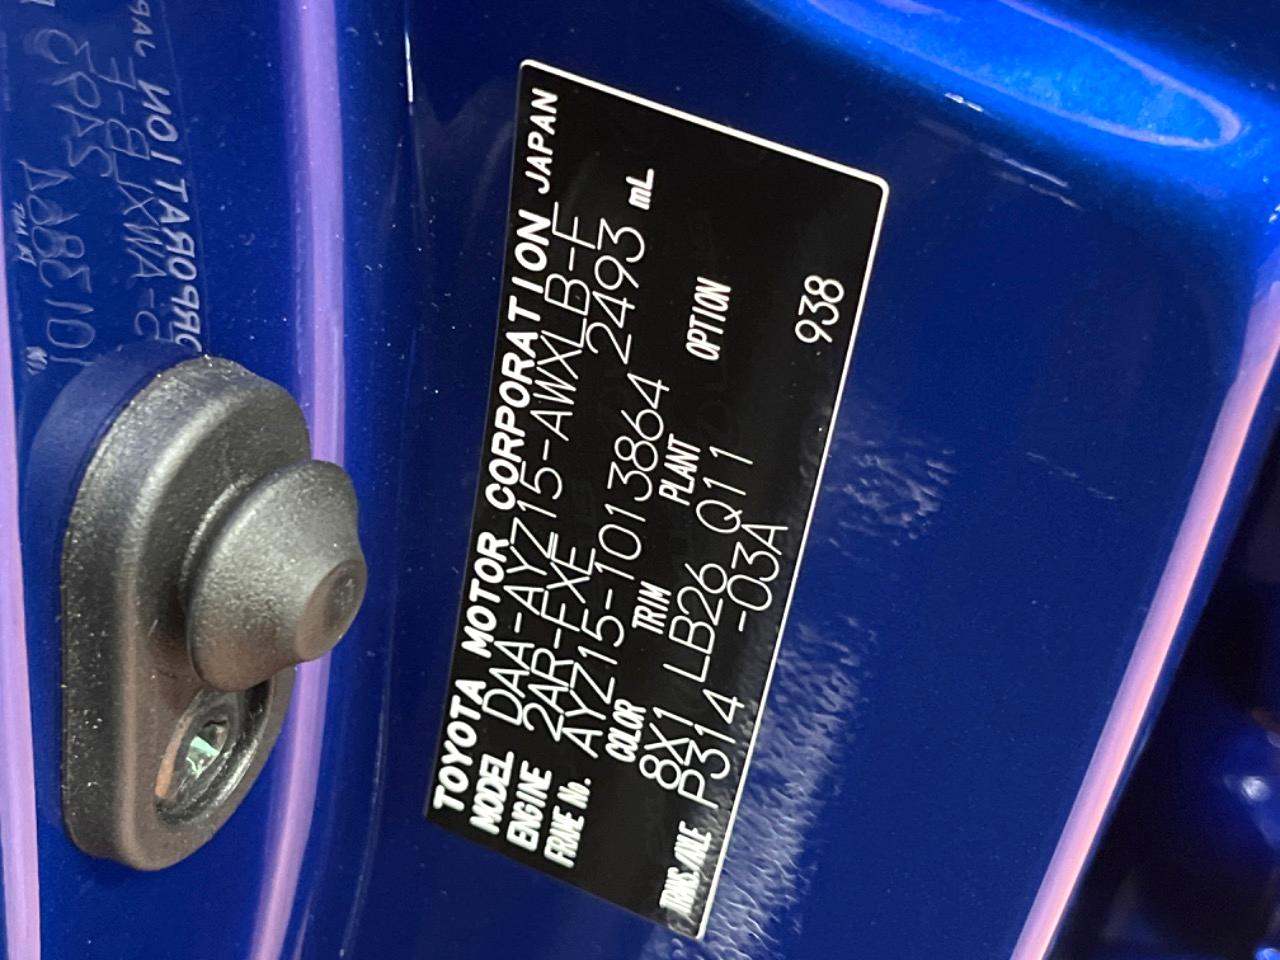 TOYOTA MOTOR CORPORATION JAPAN
MODEL DAA-AYZ15-AWXLB-F
ENGINE 2AR-FXE 2493 mL
FRAME No. AYZ15-1013864
COLOR TRIM PLANT OPTION
8X1 LB26 Q11
TRANS./AXLE P314 -03A 938